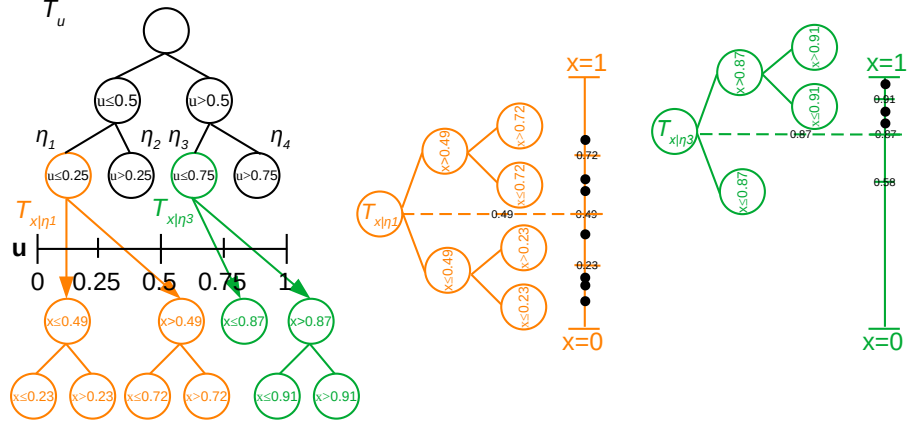 T_u
u≤0.5
u>0.5
η1
η2
η3
η4
u≤0.25
u>0.25
u≤0.75
u>0.75
T_x|η1
T_x|η3
u
0
0.25
0.5
0.75
1
x≤0.49
x>0.49
x≤0.87
x>0.87
x≤0.23
x>0.23
x≤0.72
x>0.72
x≤0.91
x>0.91
x=1
x>0.72
0.72
x>0.49
x≤0.72
T_x|η1
0.49
0.49
x>0.23
x≤0.49
0.23
x≤0.23
x=0
x=1
x>0.91
x>0.87
0.91
x≤0.91
T_x|η3
0.87
0.87
x≤0.87
0.58
x=0